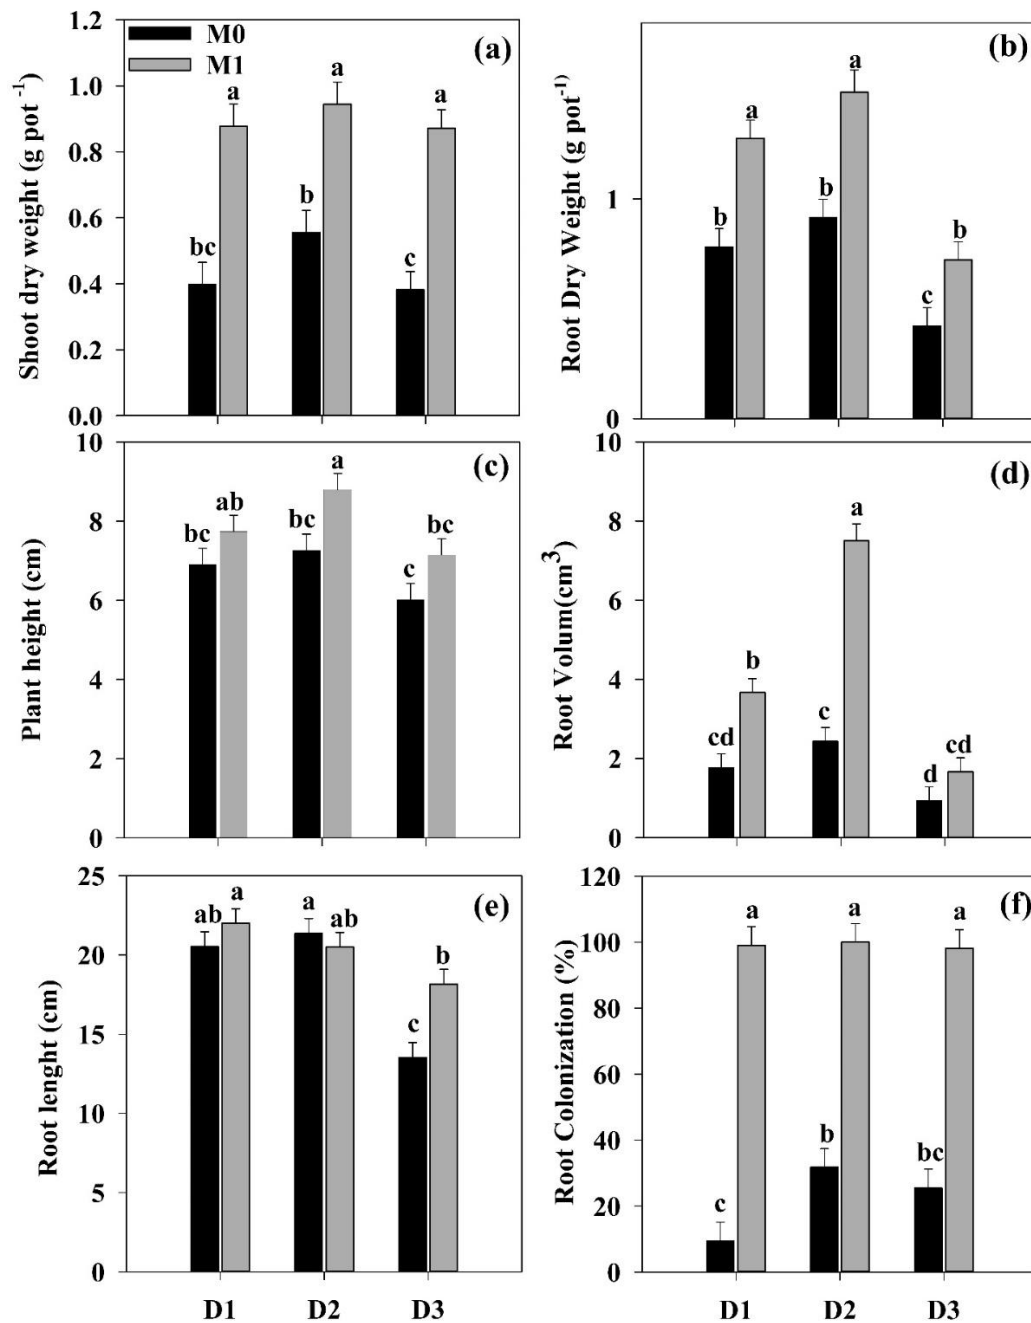 M0
M1
(a)
Shoot dry weight (g pot -1)
1.2
1.0
0.8
0.6
0.4
0.2
0.0
bc
a
b
a
c
a
(b)
Root Dry Weight (g pot-1)
1
0
b
a
b
a
c
b
(c)
Plant height (cm)
10
8
6
4
2
0
bc
ab
bc
a
c
bc
(d)
Root Volum(cm3)
10
8
6
4
2
0
cd
b
c
a
d
cd
(e)
Root lenght (cm)
25
20
15
10
5
0
ab
a
a
ab
c
b
D1 D2 D3
(f)
Root Colonization (%)
120
100
80
60
40
20
0
c
a
b
a
bc
a
D1 D2 D3